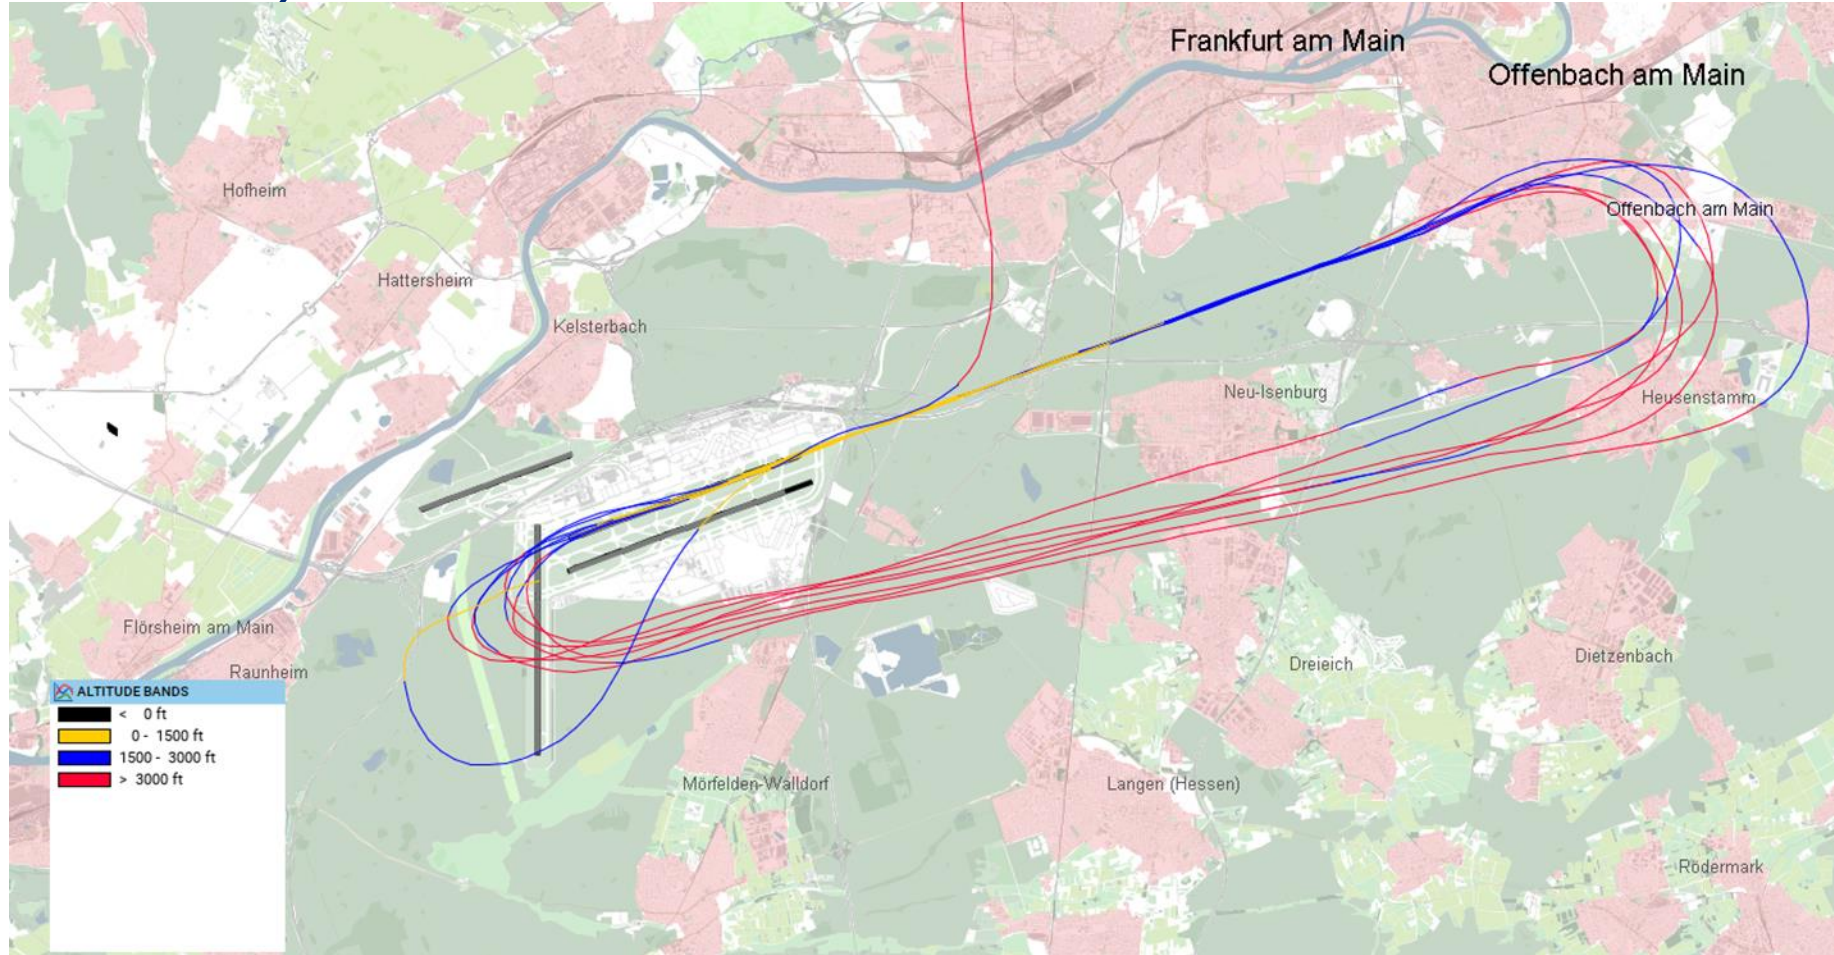 Frankfurt am Main
Offenbach am Main
Hofheim
Offenbach am Main
Hattersheim
Kelsterbach
Neu-Isenburg
Heusenstamm
Flörsheim am Main
Raunheim
Dreieich
Dietzenbach
ALTITUDE BANDS
< 0 ft
0 - 1500 ft
1500 - 3000 ft
> 3000 ft
Mörfelden-Walldorf
Langen (Hessen)
Rödermark